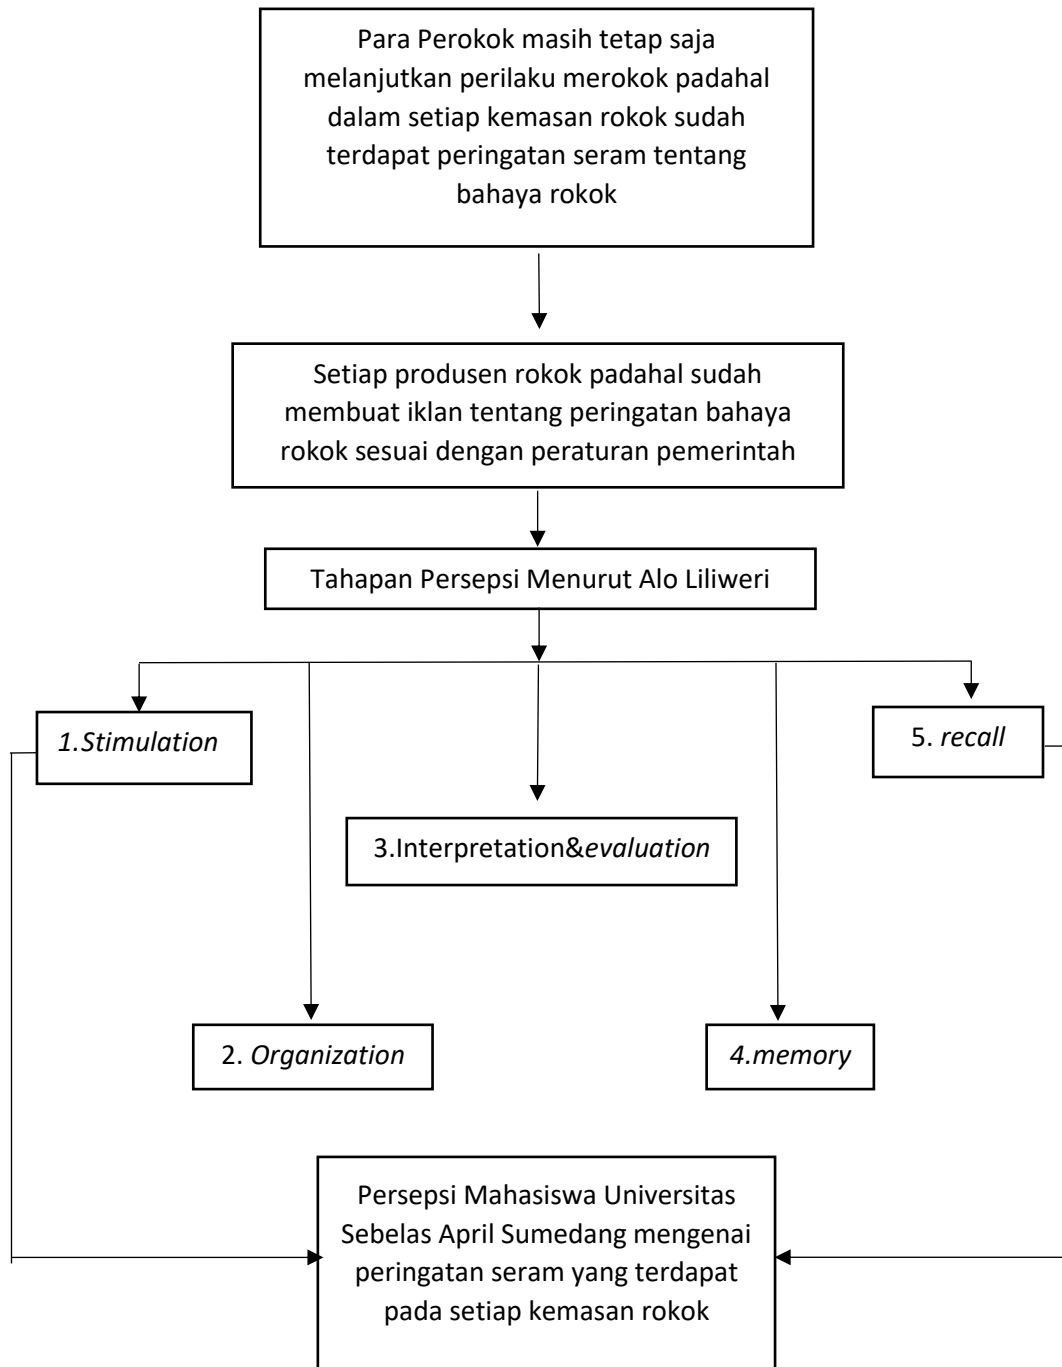 Para Perokok masih tetap saja
melanjutkan perilaku merokok padahal
dalam setiap kemasan rokok sudah
terdapat peringatan seram tentang
bahaya rokok
Setiap produsen rokok padahal sudah
membuat iklan tentang peringatan bahaya
rokok sesuai dengan peraturan pemerintah
Tahapan Persepsi Menurut Alo Liliweri
1.Stimulation
5. recall
3.Interpretation&evaluation
2. Organization
4.memory
Persepsi Mahasiswa Universitas
Sebelas April Sumedang mengenai
peringatan seram yang terdapat
pada setiap kemasan rokok